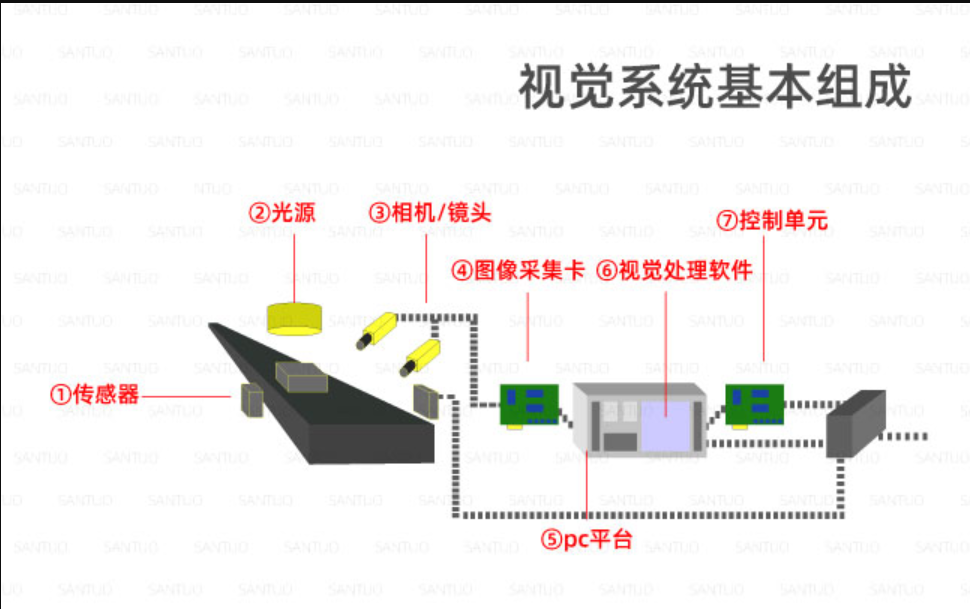 视觉系统基本组成
②光源
③相机/镜头
⑦控制单元
④图像采集卡
⑥视觉处理软件
①传感器
⑤pc平台
SANTUO